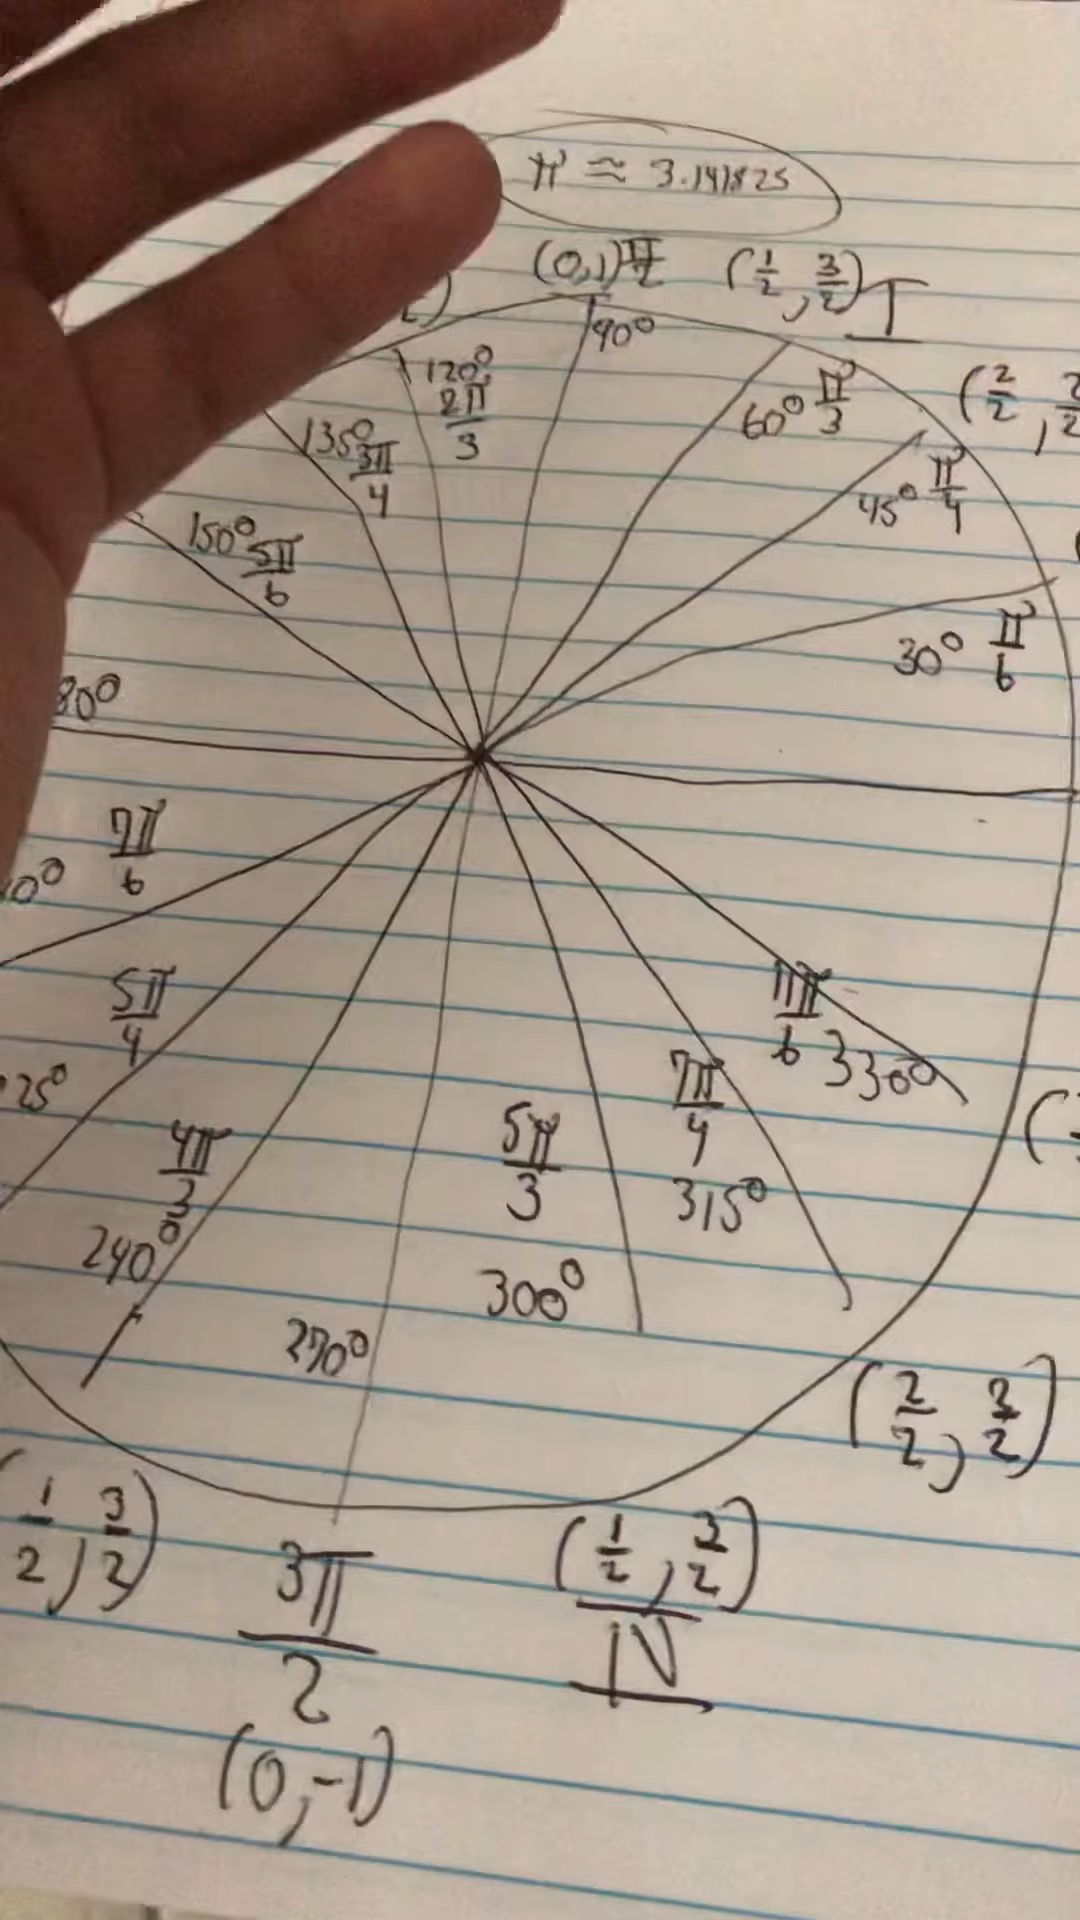 π ≈ 3.141825
(0,1) π/2
(1/2, 3/2)
I
90°
120°
2π/3
60° π/3
135° 3π/4
45° π/4
150° 5π/6
30° π/6
80°
7π/6
10°
5π/4
25°
11π/6
330°
7π/4
315°
5π/3
300°
4π/3
240°
270°
(2/2, 2/2)
(1/2, 3/2)
3π/2
(0,-1)
(1/2, 3/2)
IV